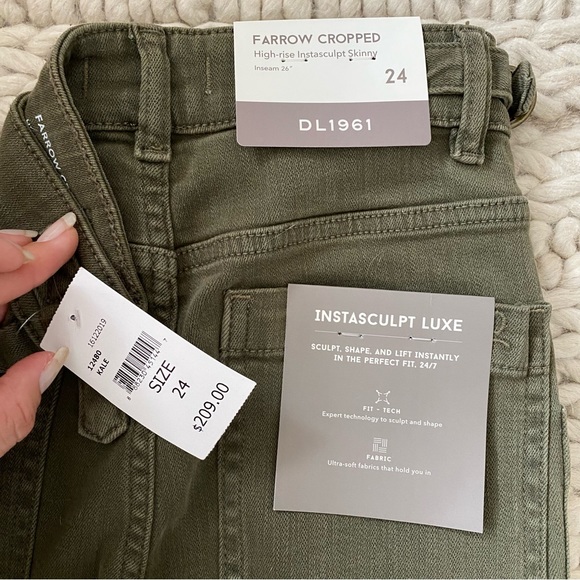 FARROW CROPPED
High-rise Instasculpt Skinny
Inseam 26"
24
DL1961
FARROW C
16122019
12480
KALE
SIZE
24
$209.00
INSTASCULPT LUXE
SCULPT, SHAPE, AND LIFT INSTANTLY
IN THE PERFECT FIT, 24/7
FIT - TECH
Expert technology to sculpt and shape
FABRIC
Ultra-soft fabrics that hold you in